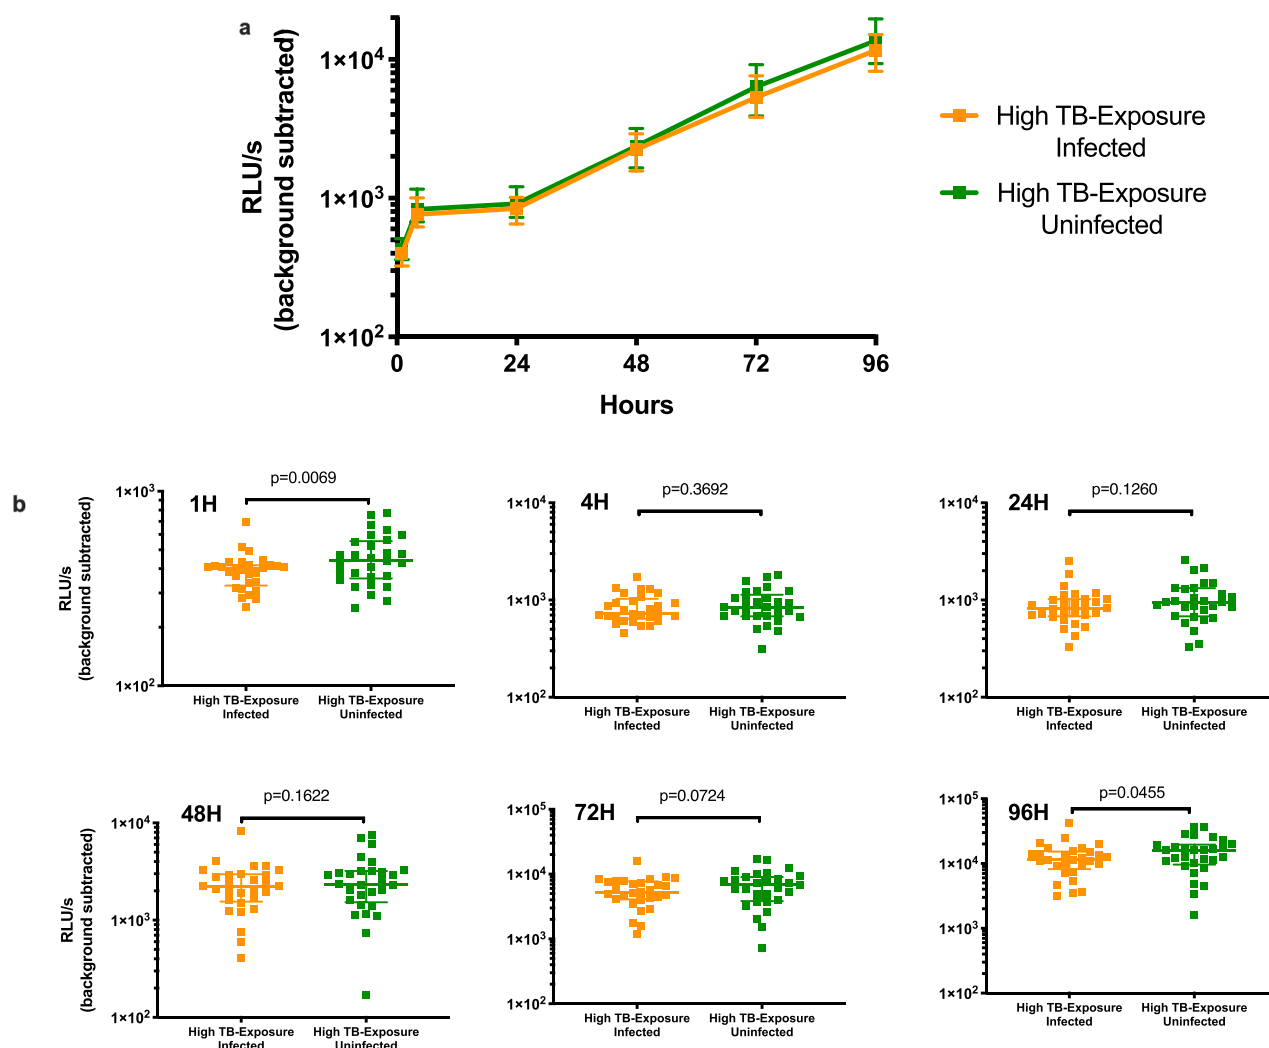 a
RLU/s
(background subtracted)
1×10⁴
1×10³
1×10²
0
24
48
72
96
Hours
High TB-Exposure
Infected
High TB-Exposure
Uninfected
b
RLU/s
(background subtracted)
1H
p=0.0069
1×10³
1×10²
High TB-Exposure
Infected
High TB-Exposure
Uninfected
4H
p=0.3692
1×10⁴
1×10³
1×10²
High TB-Exposure
Infected
High TB-Exposure
Uninfected
24H
p=0.1260
1×10⁴
1×10³
1×10²
High TB-Exposure
Infected
High TB-Exposure
Uninfected
RLU/s
(background subtracted)
48H
p=0.1622
1×10⁴
1×10³
1×10²
High TB-Exposure
Infected
High TB-Exposure
Uninfected
72H
p=0.0724
1×10⁵
1×10⁴
1×10³
1×10²
High TB-Exposure
Infected
High TB-Exposure
Uninfected
96H
p=0.0455
1×10⁵
1×10⁴
1×10³
1×10²
High TB-Exposure
Infected
High TB-Exposure
Uninfected